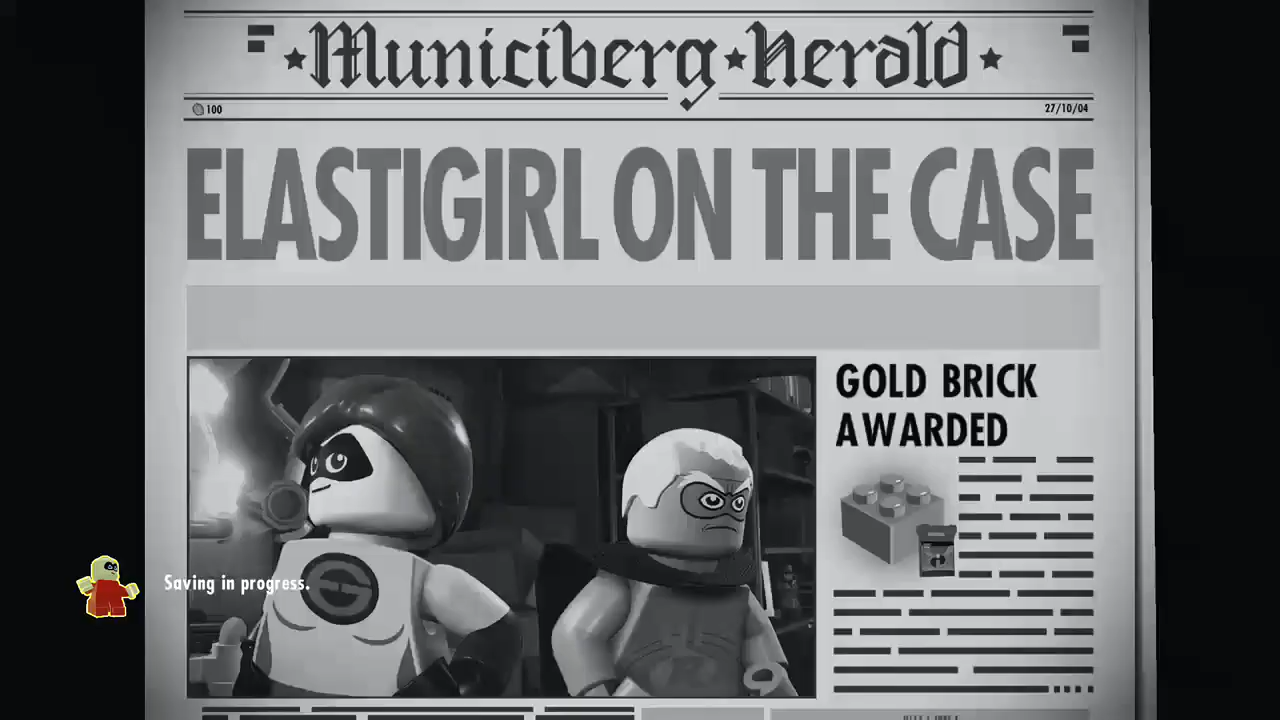 Municiberg Herald
100
27/10/04
ELASTIGIRL ON THE CASE
GOLD BRICK
AWARDED
Saving in progress.